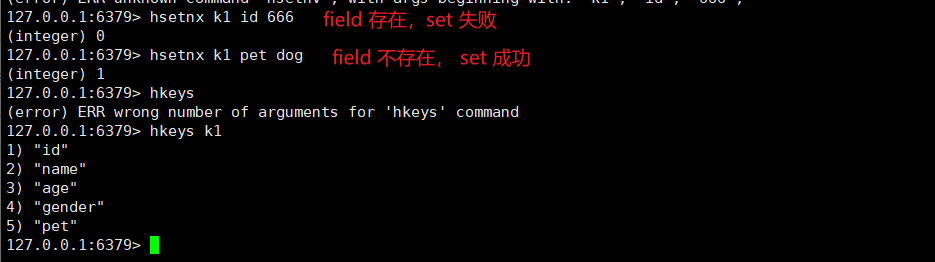 (error) ERR unknown command 'hsetnv', with args beginning with: 'k1', 'id', '666',
127.0.0.1:6379> hsetnx k1 id 666 field 存在，set 失败
(integer) 0
127.0.0.1:6379> hsetnx k1 pet dog field 不存在， set 成功
(integer) 1
127.0.0.1:6379> hkeys
(error) ERR wrong number of arguments for 'hkeys' command
127.0.0.1:6379> hkeys k1
1) "id"
2) "name"
3) "age"
4) "gender"
5) "pet"
127.0.0.1:6379>